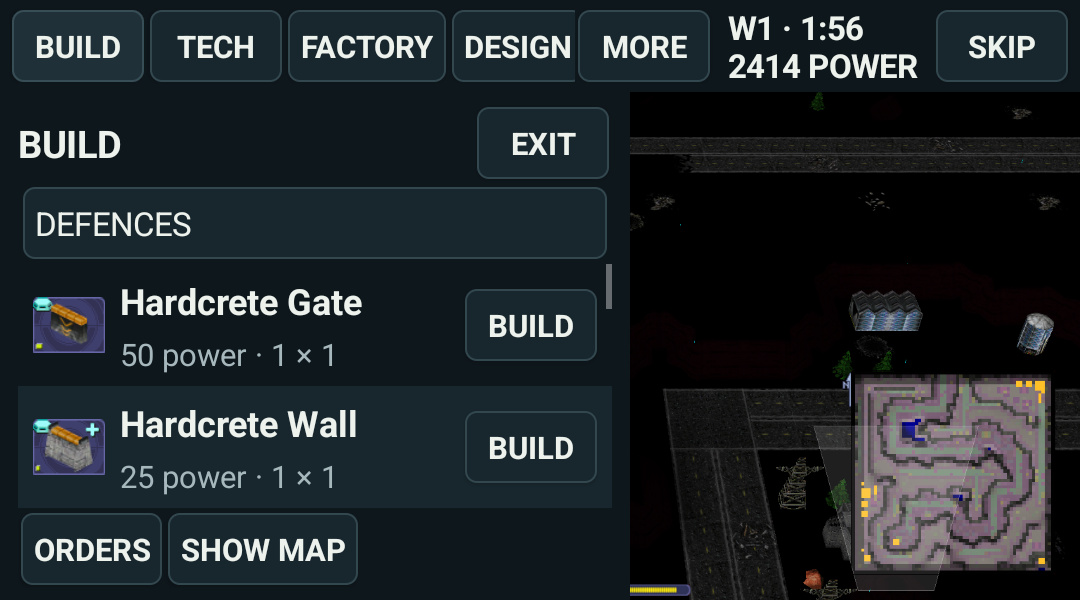 BUILD TECH FACTORY DESIGN MORE W1 · 1:56 SKIP
2414 POWER
BUILD EXIT
DEFENCES
Hardcrete Gate
50 power · 1 × 1
BUILD
Hardcrete Wall
25 power · 1 × 1
BUILD
ORDERS SHOW MAP
N